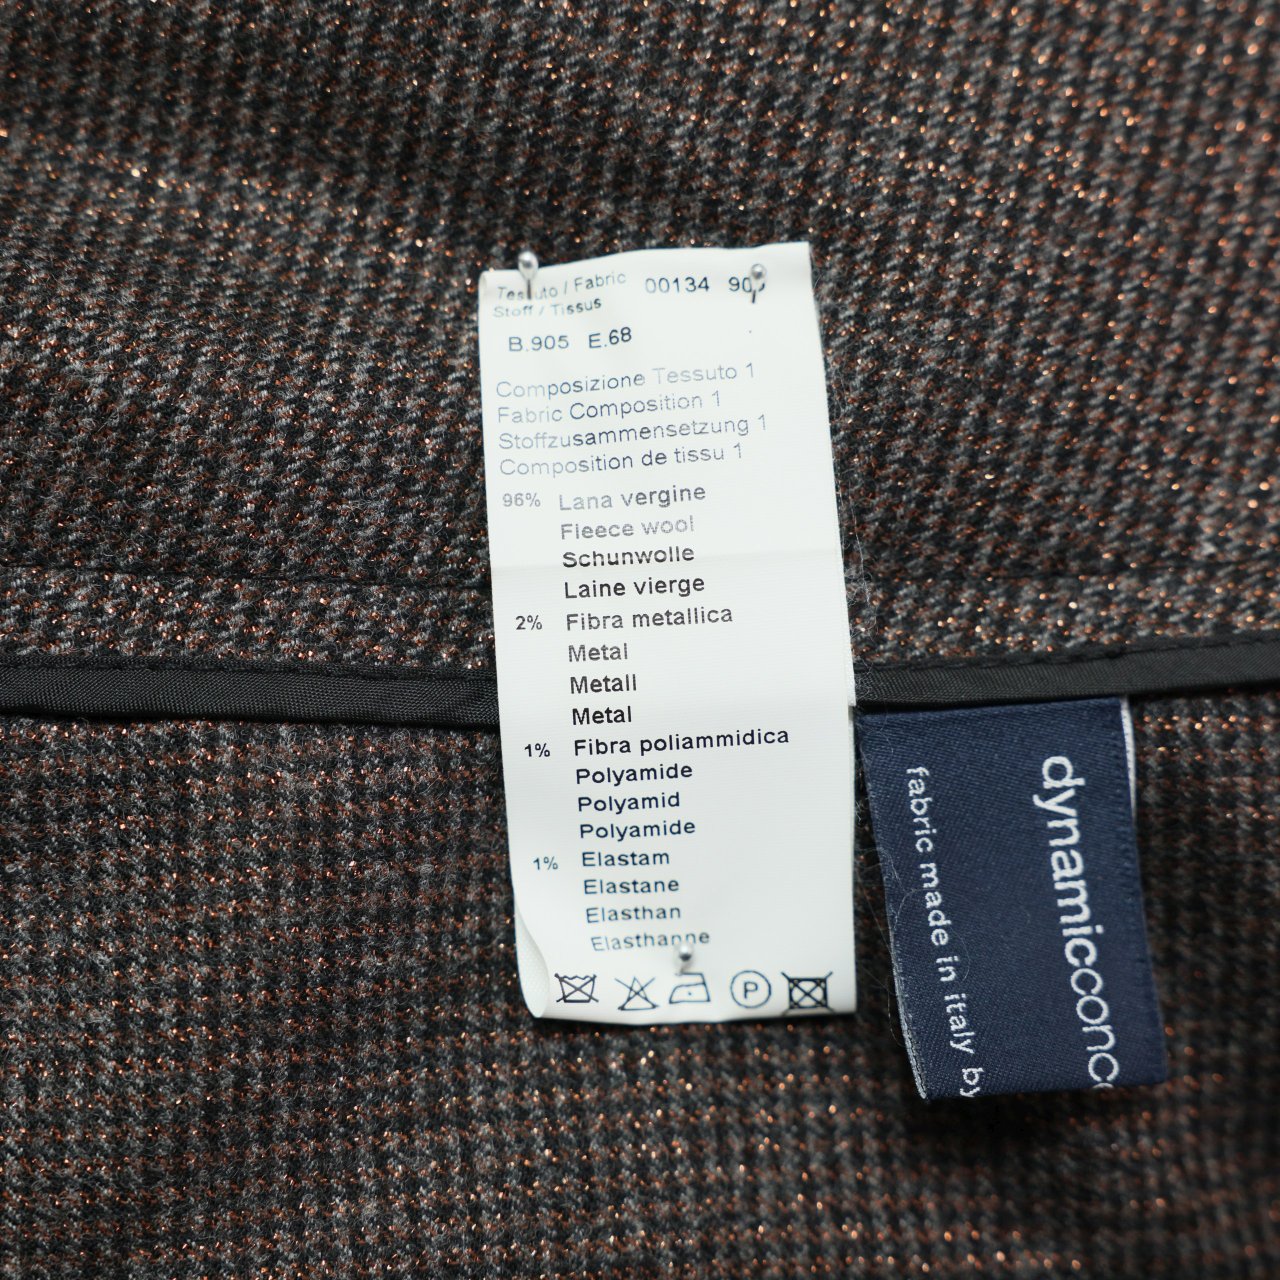 Tessuto / Fabric 00134
Stoff / Tissus
B.905 E.68
Composizione Tessuto 1
Fabric Composition 1
Stoffzusammensetzung 1
Composition de tissu 1
96% Lana vergine
Fleece wool
Schunwolle
Laine vierge
2% Fibra metallica
Metal
Metall
Metal
1% Fibra poliammidica
Polyamide
Polyamid
Polyamide
1% Elastam
Elastane
Elasthan
Elasthanne
P
dynamicconc
fabric made in italy by